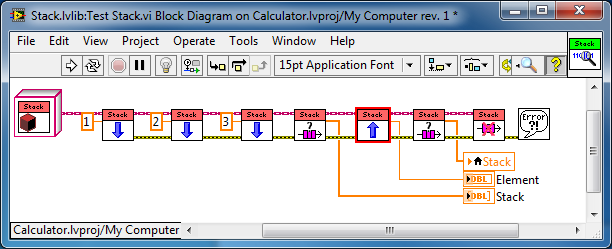 Stack.lvlib:Test Stack.vi Block Diagram on Calculator.lvproj/My Computer rev. 1 *
File Edit View Project Operate Tools Window Help
Stack
15pt Application Font
?
Stack
1 Stack 2 Stack 3 Stack Stack Stack Stack Stack Error
? ? ?!
Stack
DBL Element
DBL Stack
Calculator.lvproj/My Computer